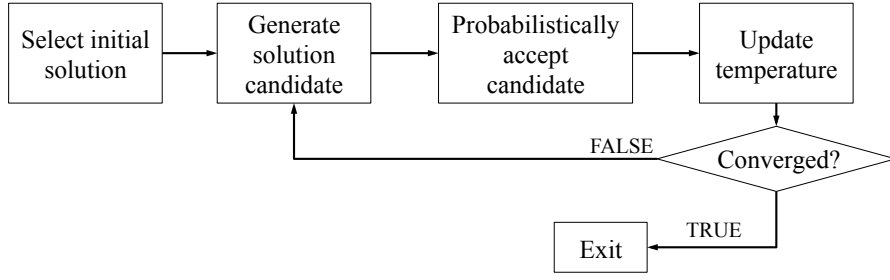 Select initial
solution
Generate
solution
candidate
Probabilistically
accept
candidate
Update
temperature
FALSE
Converged?
TRUE
Exit